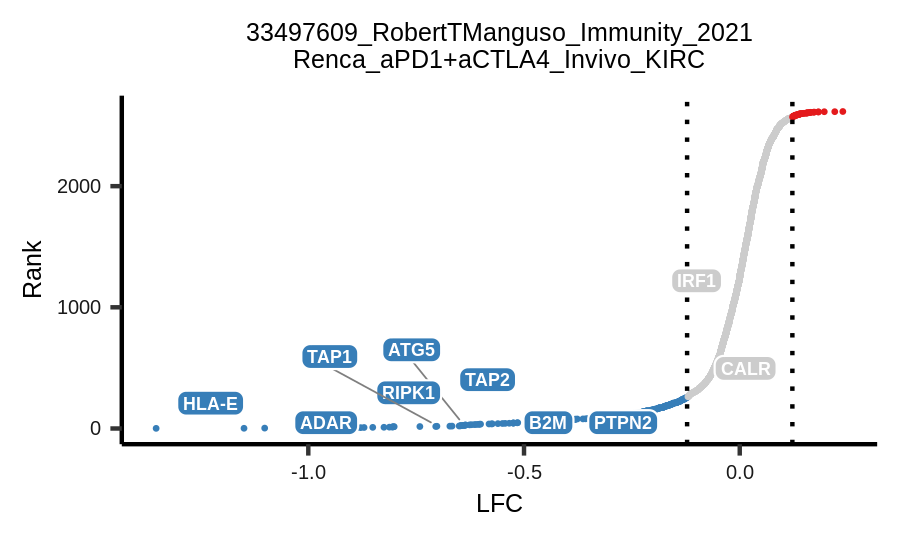 33497609_RobertTManguso_Immunity_2021
Renca_aPD1+aCTLA4_Invivo_KIRC
Rank
2000
1000
0
IRF1
TAP1
ATG5
CALR
TAP2
RIPK1
HLA-E
ADAR
B2M
PTPN2
-1.0
-0.5
0.0
LFC